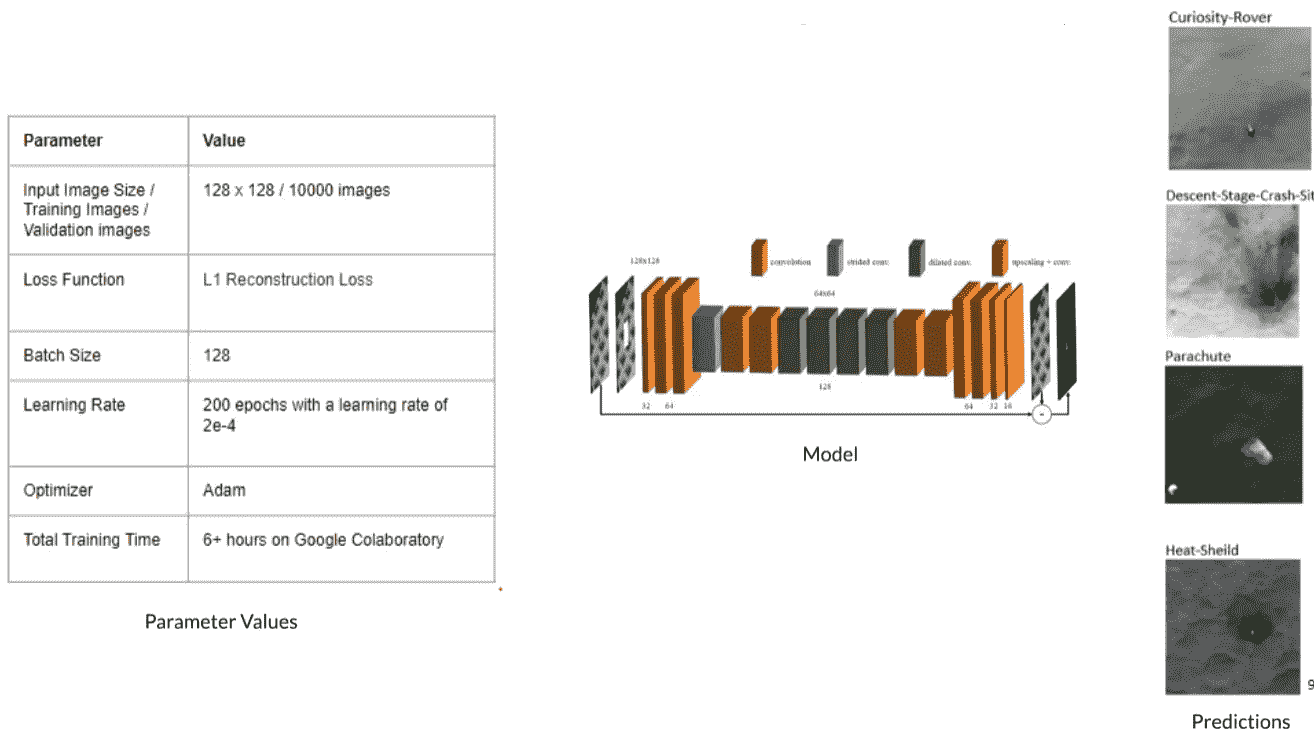 Parameter Value
Input Image Size /
Training Images /
Validation images
128 x 128 / 10000 images
Loss Function L1 Reconstruction Loss
Batch Size 128
Learning Rate
200 epochs with a learning rate of
2e-4
Optimizer Adam
Total Training Time 6+ hours on Google Colaboratory
Parameter Values
convolution strided conv. dilated conv. upscaling + conv.
128x128
64x64
128
32 64
64 32 16
-
Model
Curiosity-Rover
Descent-Stage-Crash-Sit
Parachute
Heat-Sheild
9
Predictions